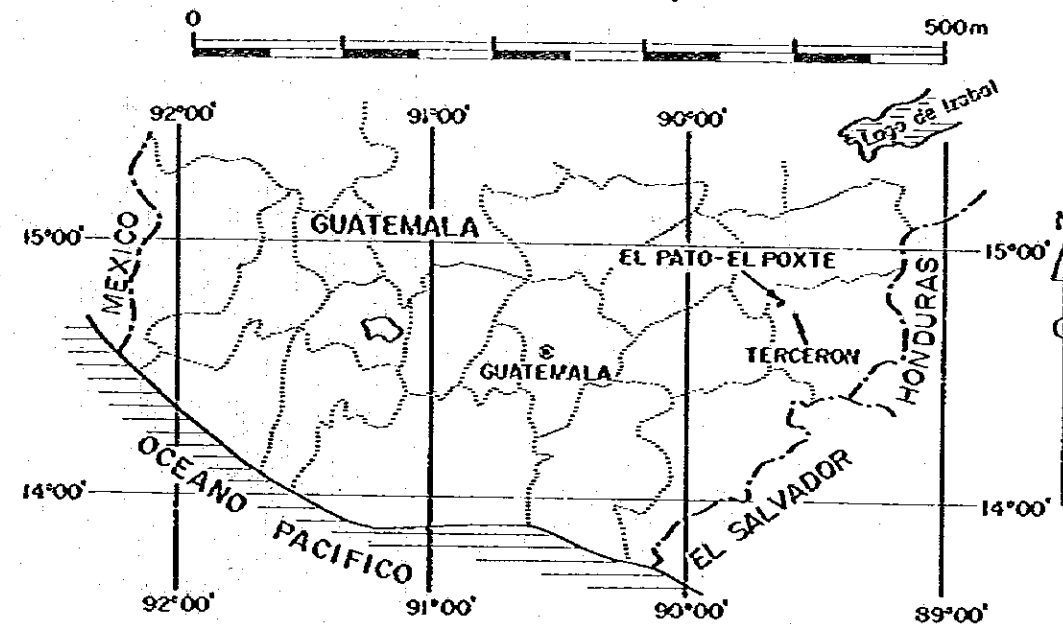 0 500m
92°00' 91°00' 90°00'
Lago de Izabal
MEXICO
GUATEMALA
15°00' 15°00'
N
EL PATO-EL POXTE
HONDURAS
GUATEMALA
TERCERON
OCEANO PACIFICO
14°00' 14°00'
EL SALVADOR
92°00' 91°00' 90°00' 89°00'